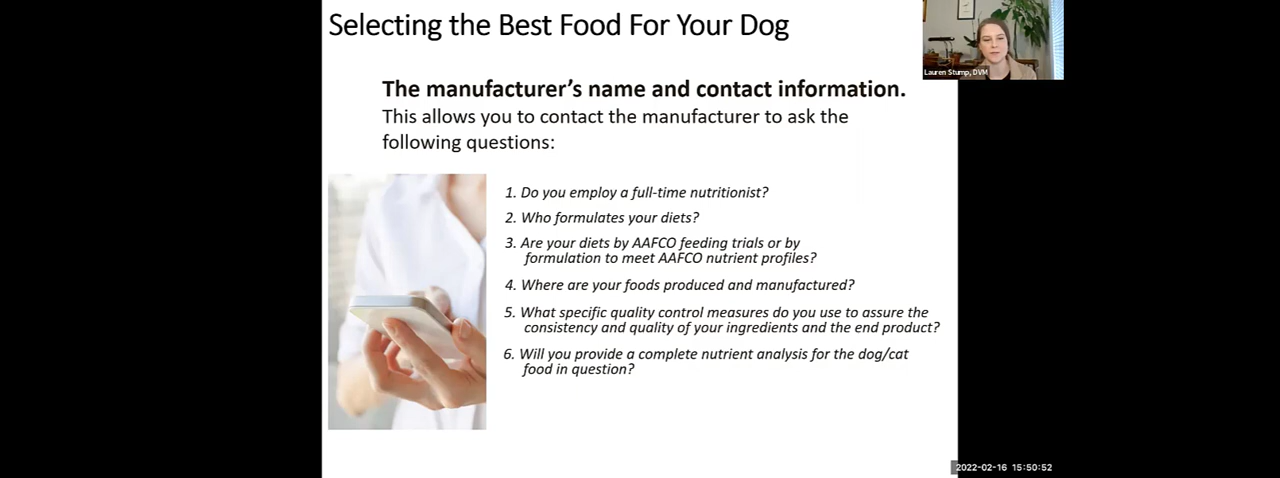 Selecting the Best Food For Your Dog
Lauren Stump, DVM
The manufacturer's name and contact information.
This allows you to contact the manufacturer to ask the
following questions:
1. Do you employ a full-time nutritionist?
2. Who formulates your diets?
3. Are your diets by AAFCO feeding trials or by
formulation to meet AAFCO nutrient profiles?
4. Where are your foods produced and manufactured?
5. What specific quality control measures do you use to assure the
consistency and quality of your ingredients and the end product?
6. Will you provide a complete nutrient analysis for the dog/cat
food in question?
2022-02-16 15:50:52